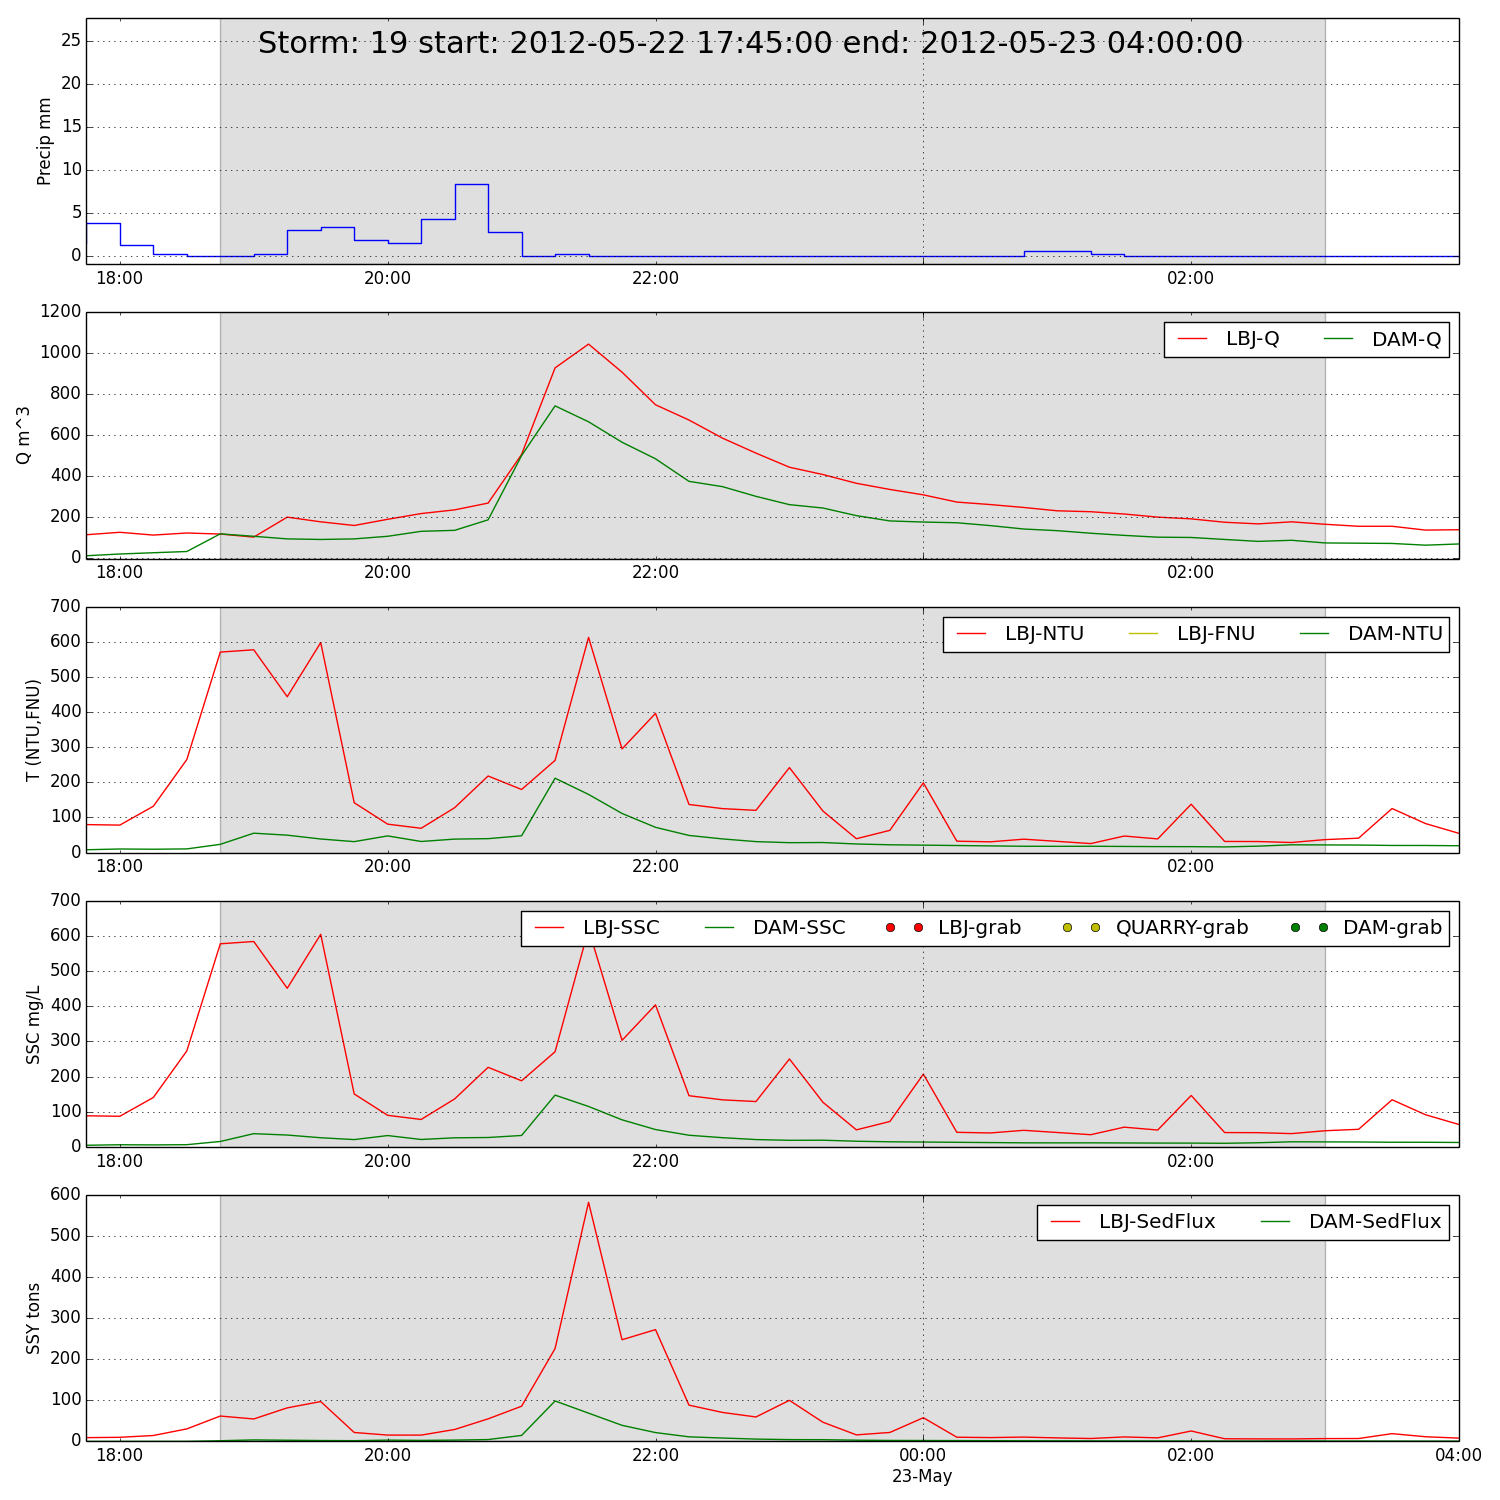 Storm: 19 start: 2012-05-22 17:45:00 end: 2012-05-23 04:00:00
Precip mm
25
20
15
10
5
0
18:00 20:00 22:00 02:00
Q m^3
1200
1000
800
600
400
200
0
LBJ-Q DAM-Q
18:00 20:00 22:00 02:00
T (NTU,FNU)
700
600
500
400
300
200
100
0
LBJ-NTU LBJ-FNU DAM-NTU
18:00 20:00 22:00 02:00
SSC mg/L
700
600
500
400
300
200
100
0
LBJ-SSC DAM-SSC LBJ-grab QUARRY-grab DAM-grab
18:00 20:00 22:00 02:00
SSY tons
600
500
400
300
200
100
0
LBJ-SedFlux DAM-SedFlux
18:00 20:00 22:00 00:00 02:00 04:00
23-May